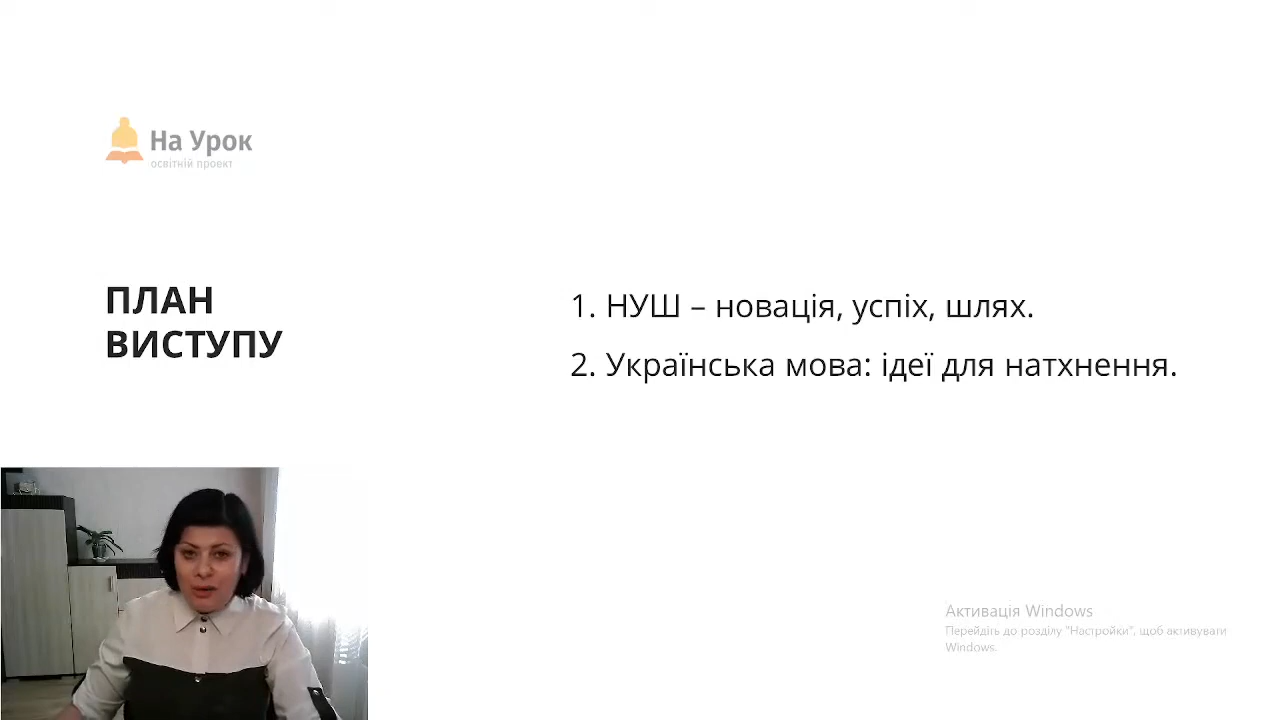 На Урок
освітній проект
ПЛАН
ВИСТУПУ
1. НУШ – новація, успіх, шлях.
2. Українська мова: ідеї для натхнення.
Активація Windows
Перейдіть до розділу "Настройки", щоб активувати
Windows.